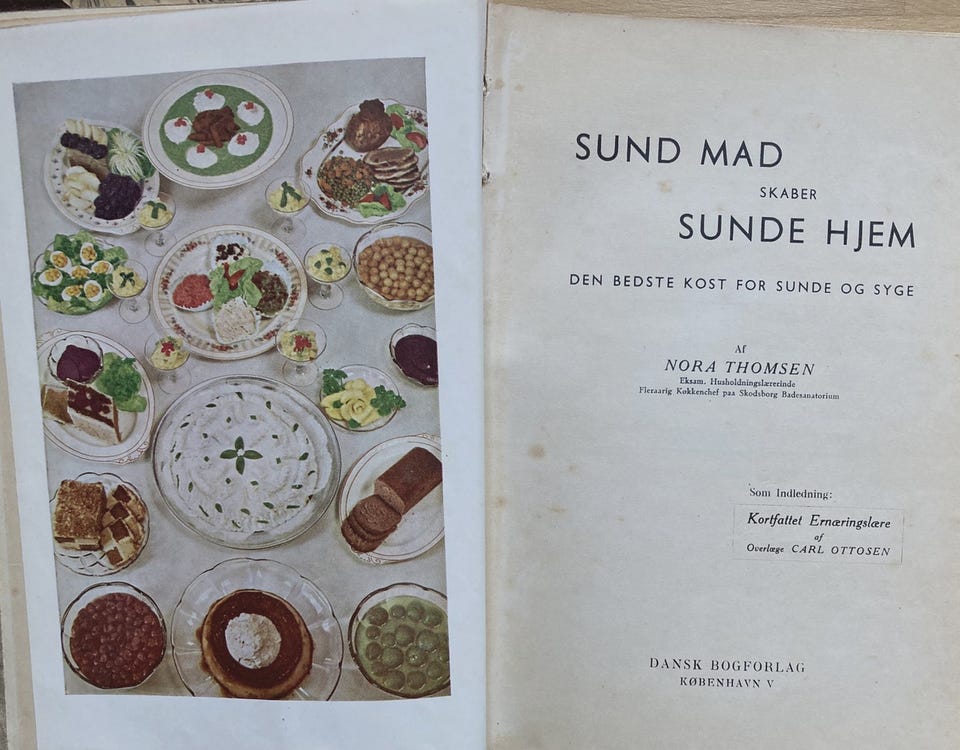 SUND MAD
SKABER
SUNDE HJEM
DEN BEDSTE KOST FOR SUNDE OG SYGE
Af
NORA THOMSEN
Eksam. Husholdningslærerinde
Fleraarig Køkkenchef paa Skodsborg Badesanatorium
Som Indledning:
Kortfattet Ernæringslære
af
Overlæge CARL OTTOSEN
DANSK BOGFORLAG
KØBENHAVN V